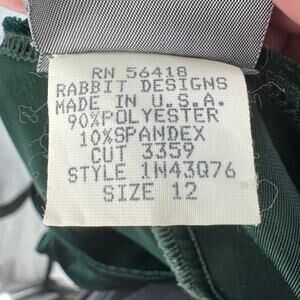 RN 56418
RABBIT DESIGNS
MADE IN U.S.A.
90%POLYESTER
10%SPANDEX
CUT 3359
STYLE 1N43Q76
SIZE 12